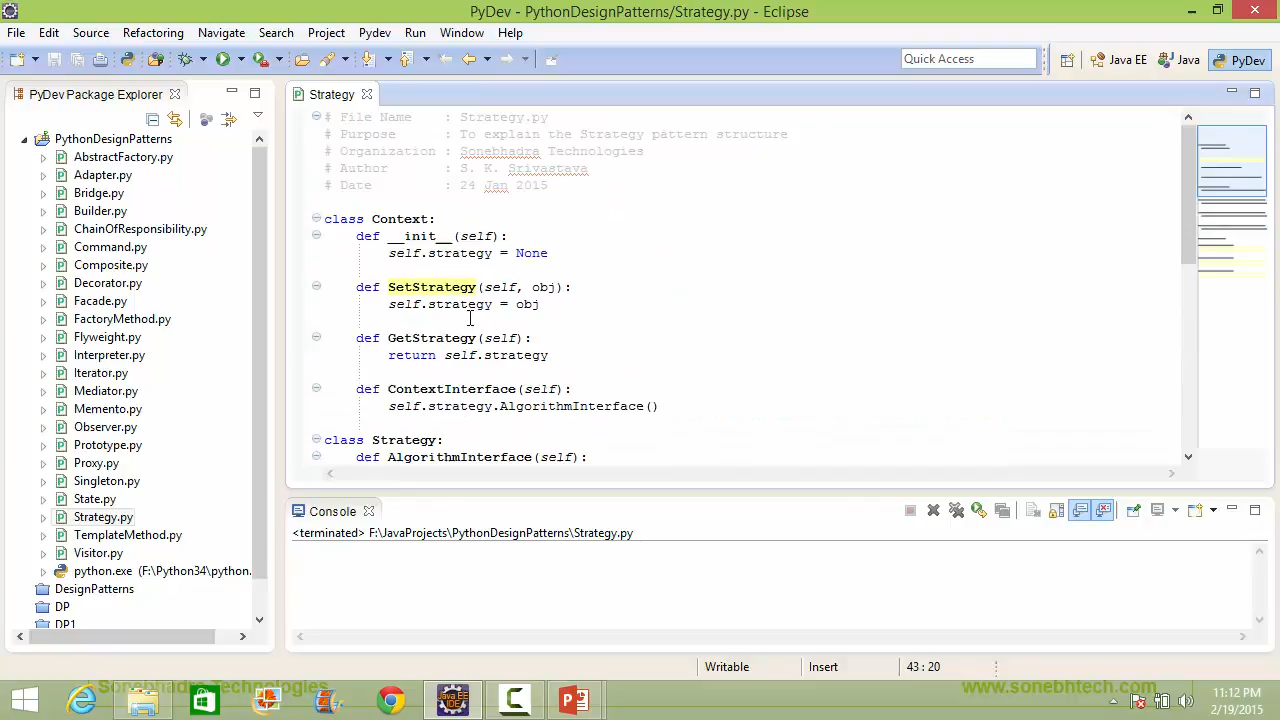 PyDev - PythonDesignPatterns/Strategy.py - Eclipse
File Edit Source Refactoring Navigate Search Project Pydev Run Window Help
Quick Access
Java EE Java PyDev
PyDev Package Explorer
PythonDesignPatterns
AbstractFactory.py
Adapter.py
Bridge.py
Builder.py
ChainOfResponsibility.py
Command.py
Composite.py
Decorator.py
Facade.py
FactoryMethod.py
Flyweight.py
Interpreter.py
Iterator.py
Mediator.py
Memento.py
Observer.py
Prototype.py
Proxy.py
Singleton.py
State.py
Strategy.py
TemplateMethod.py
Visitor.py
python.exe (F:\Python34\python.
DesignPatterns
DP
DP1
Strategy
# File Name : Strategy.py
# Purpose : To explain the Strategy pattern structure
# Organization : Sonebhadra Technologies
# Author : S. K. Srivastava
# Date : 24 Jan 2015
class Context:
def __init__(self):
self.strategy = None
def SetStrategy(self, obj):
self.strategy = obj
def GetStrategy(self):
return self.strategy
def ContextInterface(self):
self.strategy.AlgorithmInterface()
class Strategy:
def AlgorithmInterface(self):
Console
<terminated> F:\JavaProjects\PythonDesignPatterns\Strategy.py
Writable Insert 43 : 20
Sonebhadra Technologies
www.sonebhtech.com
Java EE
IDE
11:12 PM
2/19/2015